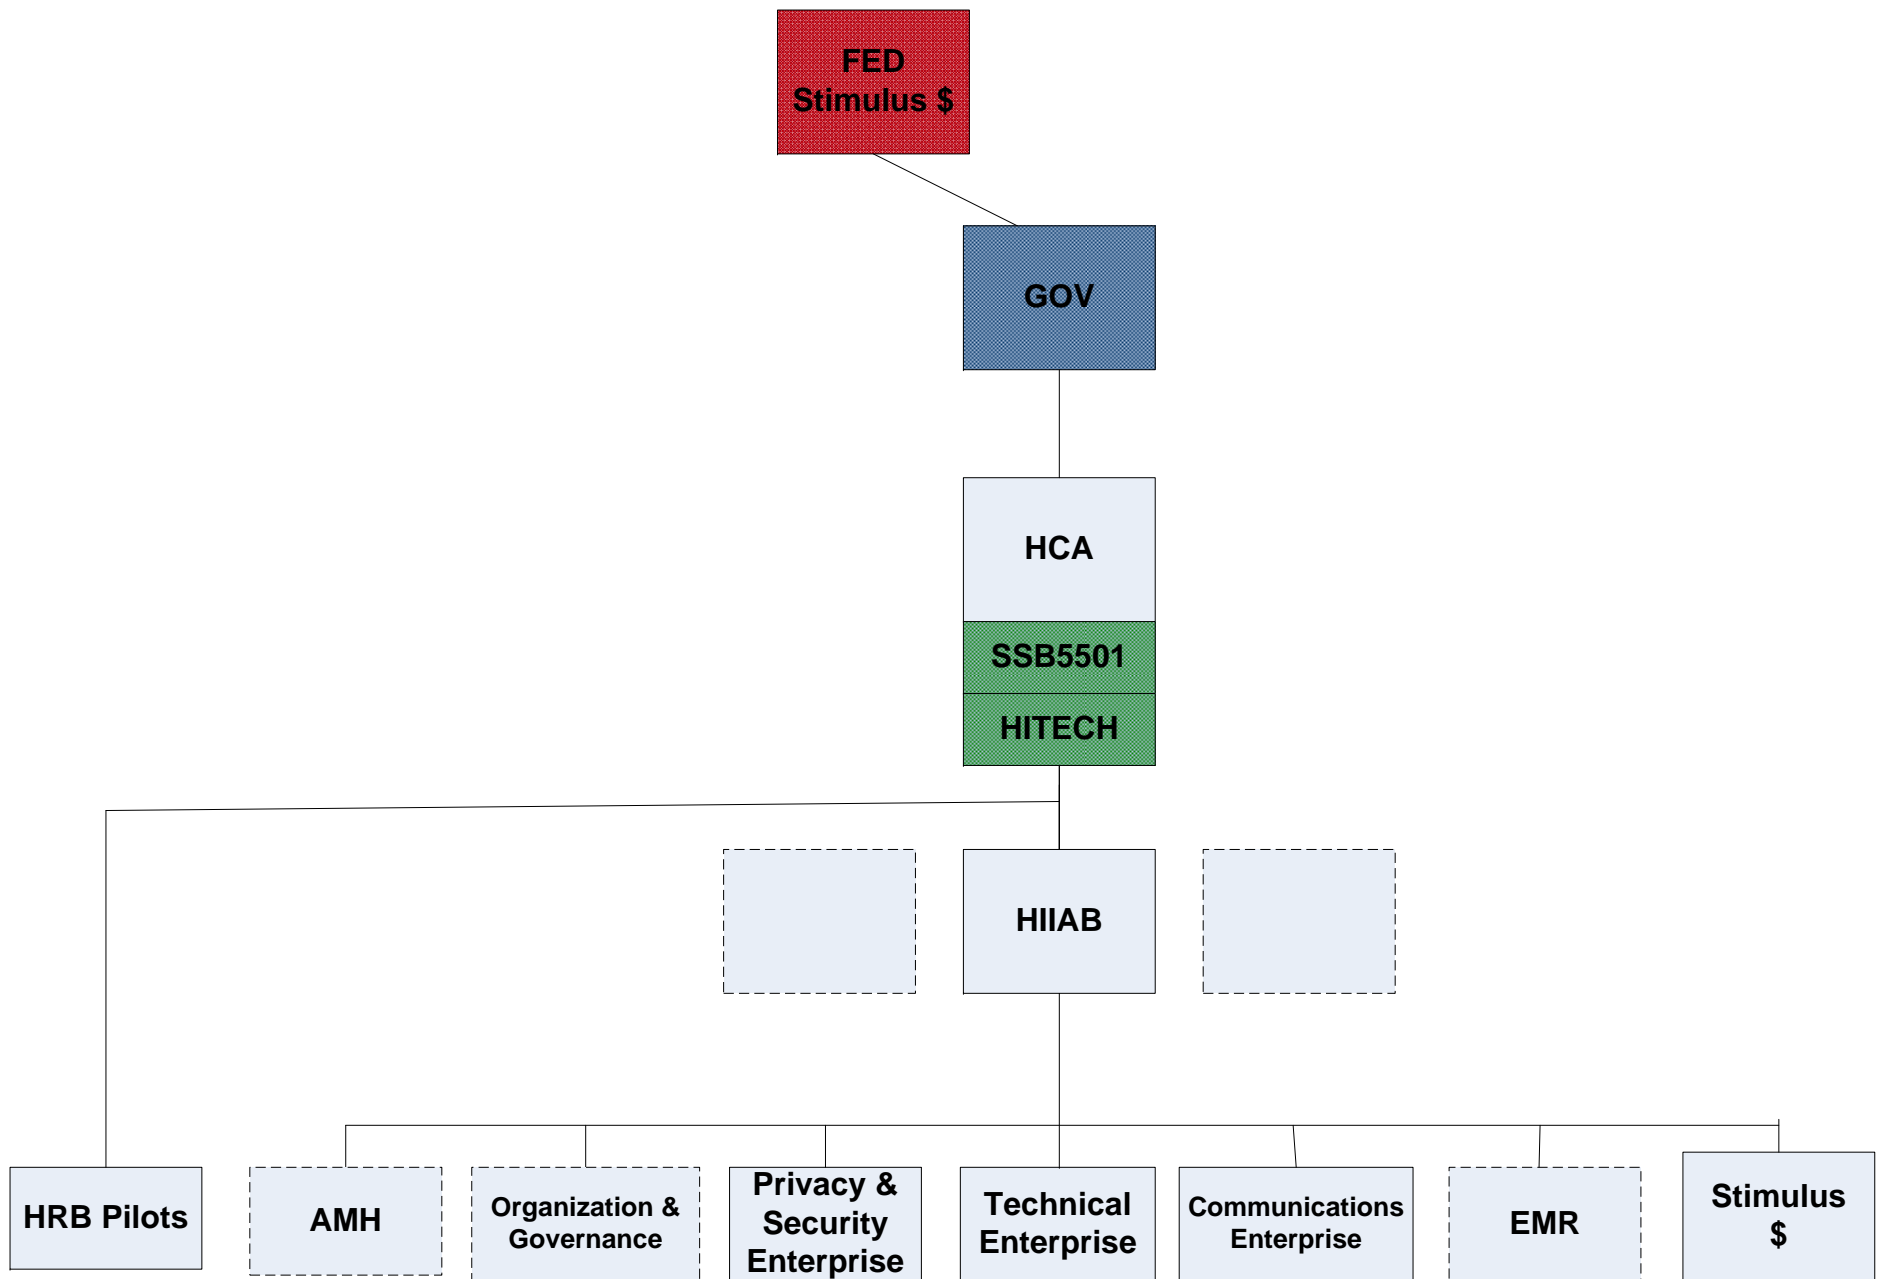 FED
Stimulus $
GOV
HCA
SSB5501
HITECH
HIIAB
HRB Pilots
AMH
Organization &
Governance
Privacy &
Security
Enterprise
Technical
Enterprise
Communications
Enterprise
EMR
Stimulus
$